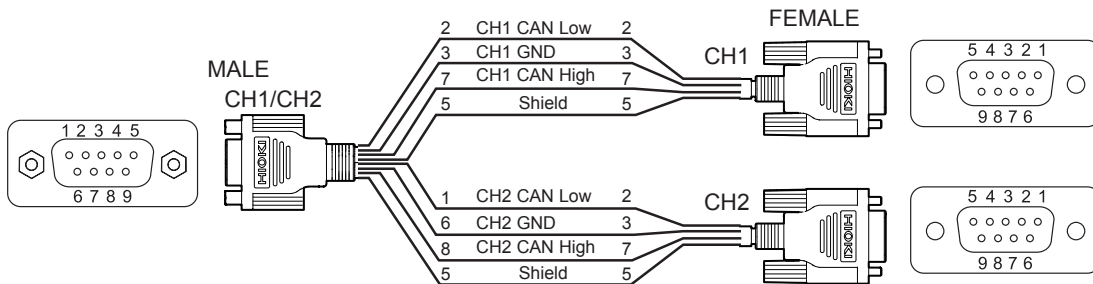 FEMALE
2 CH1 CAN Low 2
3 CH1 GND 3
7 CH1 CAN High 7
5 Shield 5
CH1
HIOKI
5 4 3 2 1
9 8 7 6
MALE
CH1/CH2
1 2 3 4 5
6 7 8 9
HIOKI
1 CH2 CAN Low 2
6 CH2 GND 3
8 CH2 CAN High 7
5 Shield 5
CH2
HIOKI
5 4 3 2 1
9 8 7 6